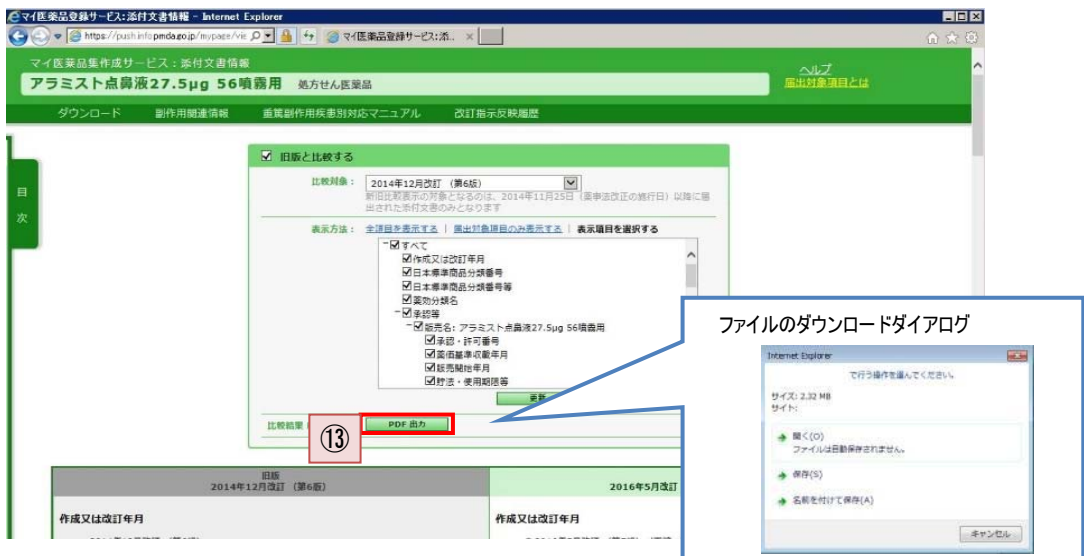 マイ医薬品登録サービス:添付文書情報 - Internet Explorer
https://push.info.pmda.go.jp/mypage/vie
マイ医薬品登録サービス:添..
マイ医薬品集作成サービス：添付文書情報
ヘルプ
アラミスト点鼻液27.5μg 56噴霧用 処方せん医薬品
届出対象項目とは
ダウンロード 副作用関連情報 重篤副作用疾患別対応マニュアル 改訂指示反映履歴
目次
旧版と比較する
比較対象： 2014年12月改訂 （第6版）
新旧比較表示の対象となるのは、2014年11月25日（薬事法改正の施行日）以降に届
出された添付文書のみとなります
表示方法： 全項目を表示する | 届出対象項目のみ表示する | 表示項目を選択する
すべて
作成又は改訂年月
日本標準商品分類番号
日本標準商品分類番号等
薬効分類名
承認等
販売名: アラミスト点鼻液27.5μg 56噴霧用
承認・許可番号
薬価基準収載年月
販売開始年月
貯法・使用期限等
更新
比較結果
⑬
PDF 出力
ファイルのダウンロードダイアログ
Internet Explorer
で行う操作を選んでください。
サイズ: 2.32 MB
サイト:
開く(O)
ファイルは自動保存されません。
保存(S)
名前を付けて保存(A)
キャンセル
旧版
2014年12月改訂 （第6版）
2016年5月改訂
作成又は改訂年月
作成又は改訂年月